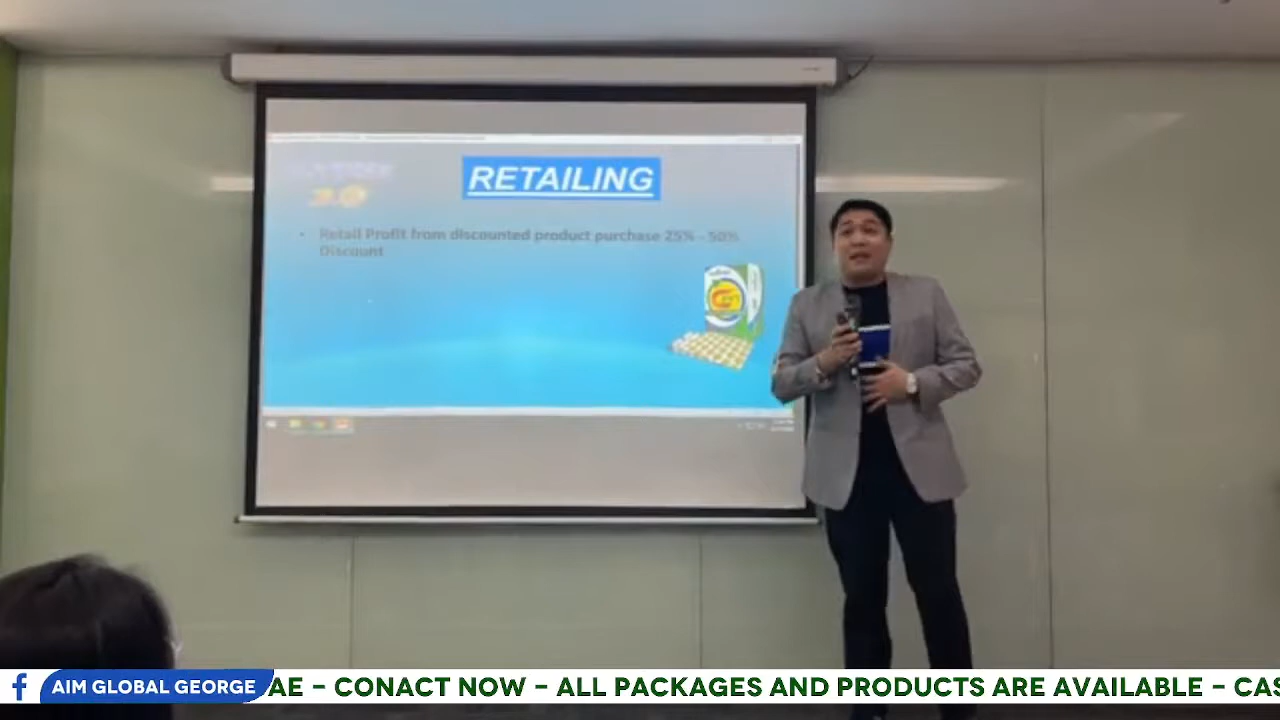 RETAILING
• Retail Profit from discounted product purchase 25% - 50%
Discount
AIM GLOBAL GEORGE
AE - CONACT NOW - ALL PACKAGES AND PRODUCTS ARE AVAILABLE - CAS